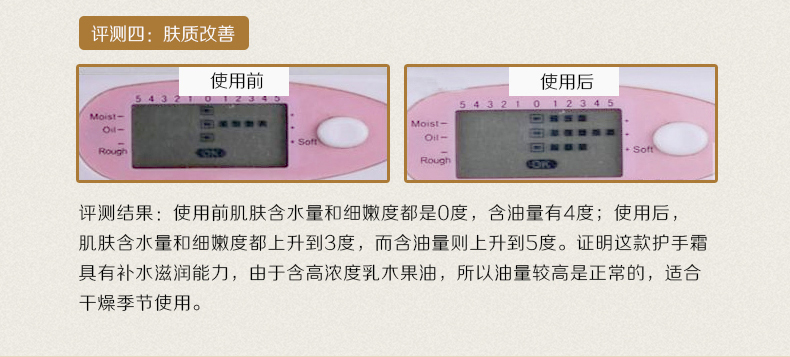 评测四：肤质改善
使用前
使用后
5 4 3 2 1 0 1 2 3 4 5
Moist
Oil
Rough
Soft
OK
5 4 3 2 1 0 1 2 3 4 5
Moist
Oil
Rough
Soft
OK
评测结果：使用前肌肤含水量和细嫩度都是0度，含油量有4度；使用后，
肌肤含水量和细嫩度都上升到3度，而含油量则上升到5度。证明这款护手霜
具有补水滋润能力，由于含高浓度乳木果油，所以油量较高是正常的，适合
干燥季节使用。